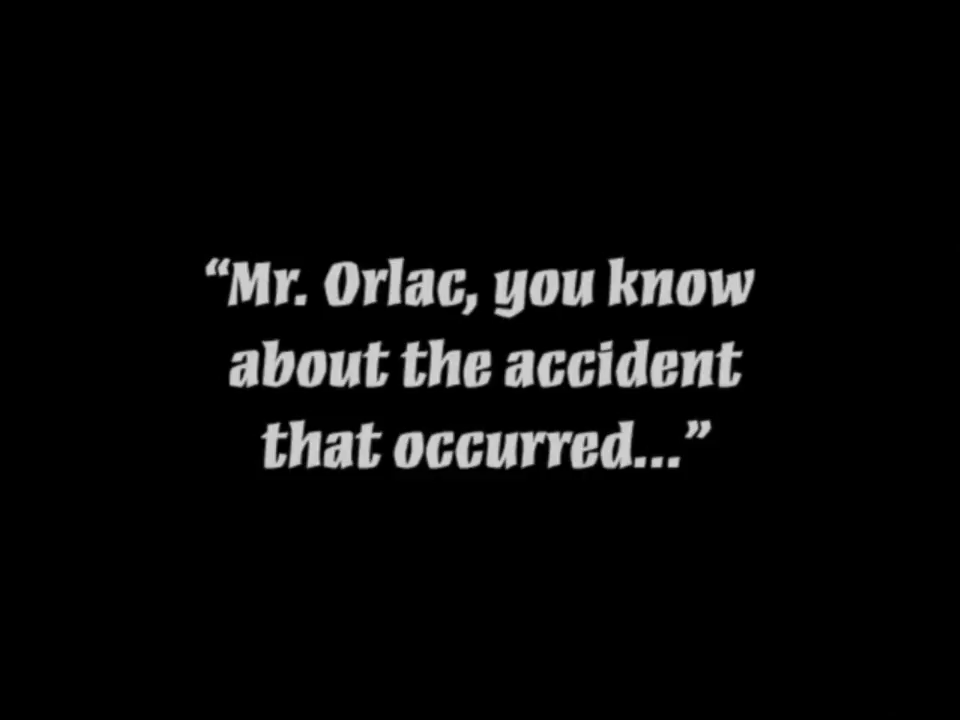 “Mr. Orlac, you know
about the accident
that occurred...”